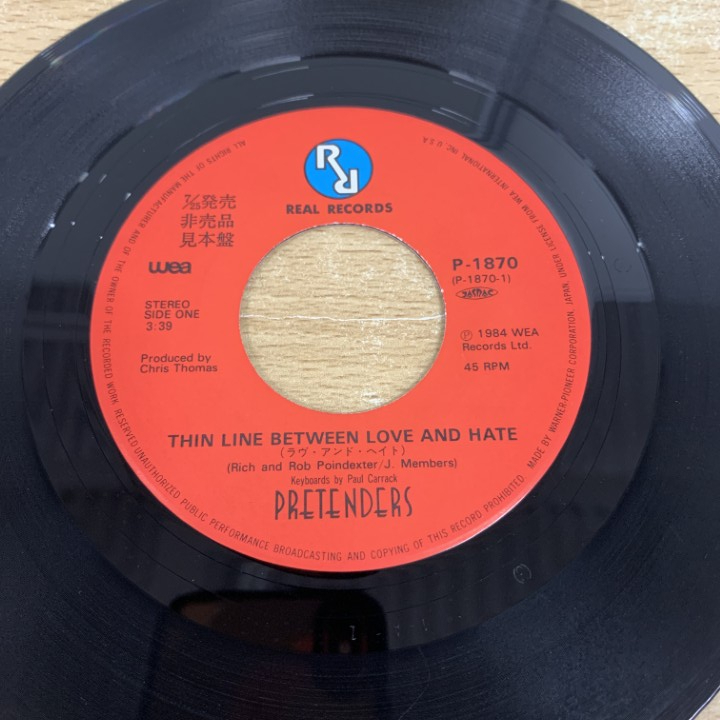 RR
REAL RECORDS
7/25発売
非売品
見本盤
wea
STEREO
SIDE ONE
3:39
Produced by
Chris Thomas
P-1870
(P-1870-1)
JASRAC
Ⓟ 1984 WEA
Records Ltd.
45 RPM
THIN LINE BETWEEN LOVE AND HATE
(ラヴ・アンド・ヘイト)
(Rich and Rob Poindexter/J. Members)
Keyboards by Paul Carrack
PRETENDERS
ALL RIGHTS OF THE MANUFACTURER AND OF THE OWNER OF THE RECORDED WORK RESERVED UNAUTHORIZED PUBLIC PERFORMANCE BROADCASTING AND COPYING OF THIS RECORD PROHIBITED. MADE BY WARNER-PIONEER CORPORATION, JAPAN, UNDER LICENSE FROM WEA INTERNATIONAL INC. U.S.A.